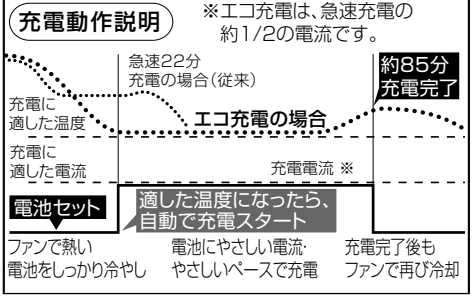 充電動作説明
※エコ充電は、急速充電の
約1/2の電流です。
急速22分
充電の場合(従来)
約85分
充電完了
充電に
適した温度
エコ充電の場合
充電に
適した電流
充電電流 ※
電池セット
適した温度になったら、
自動で充電スタート
ファンで熱い
電池をしっかり冷やし
電池にやさしい電流・
やさしいペースで充電
充電完了後も
ファンで再び冷却